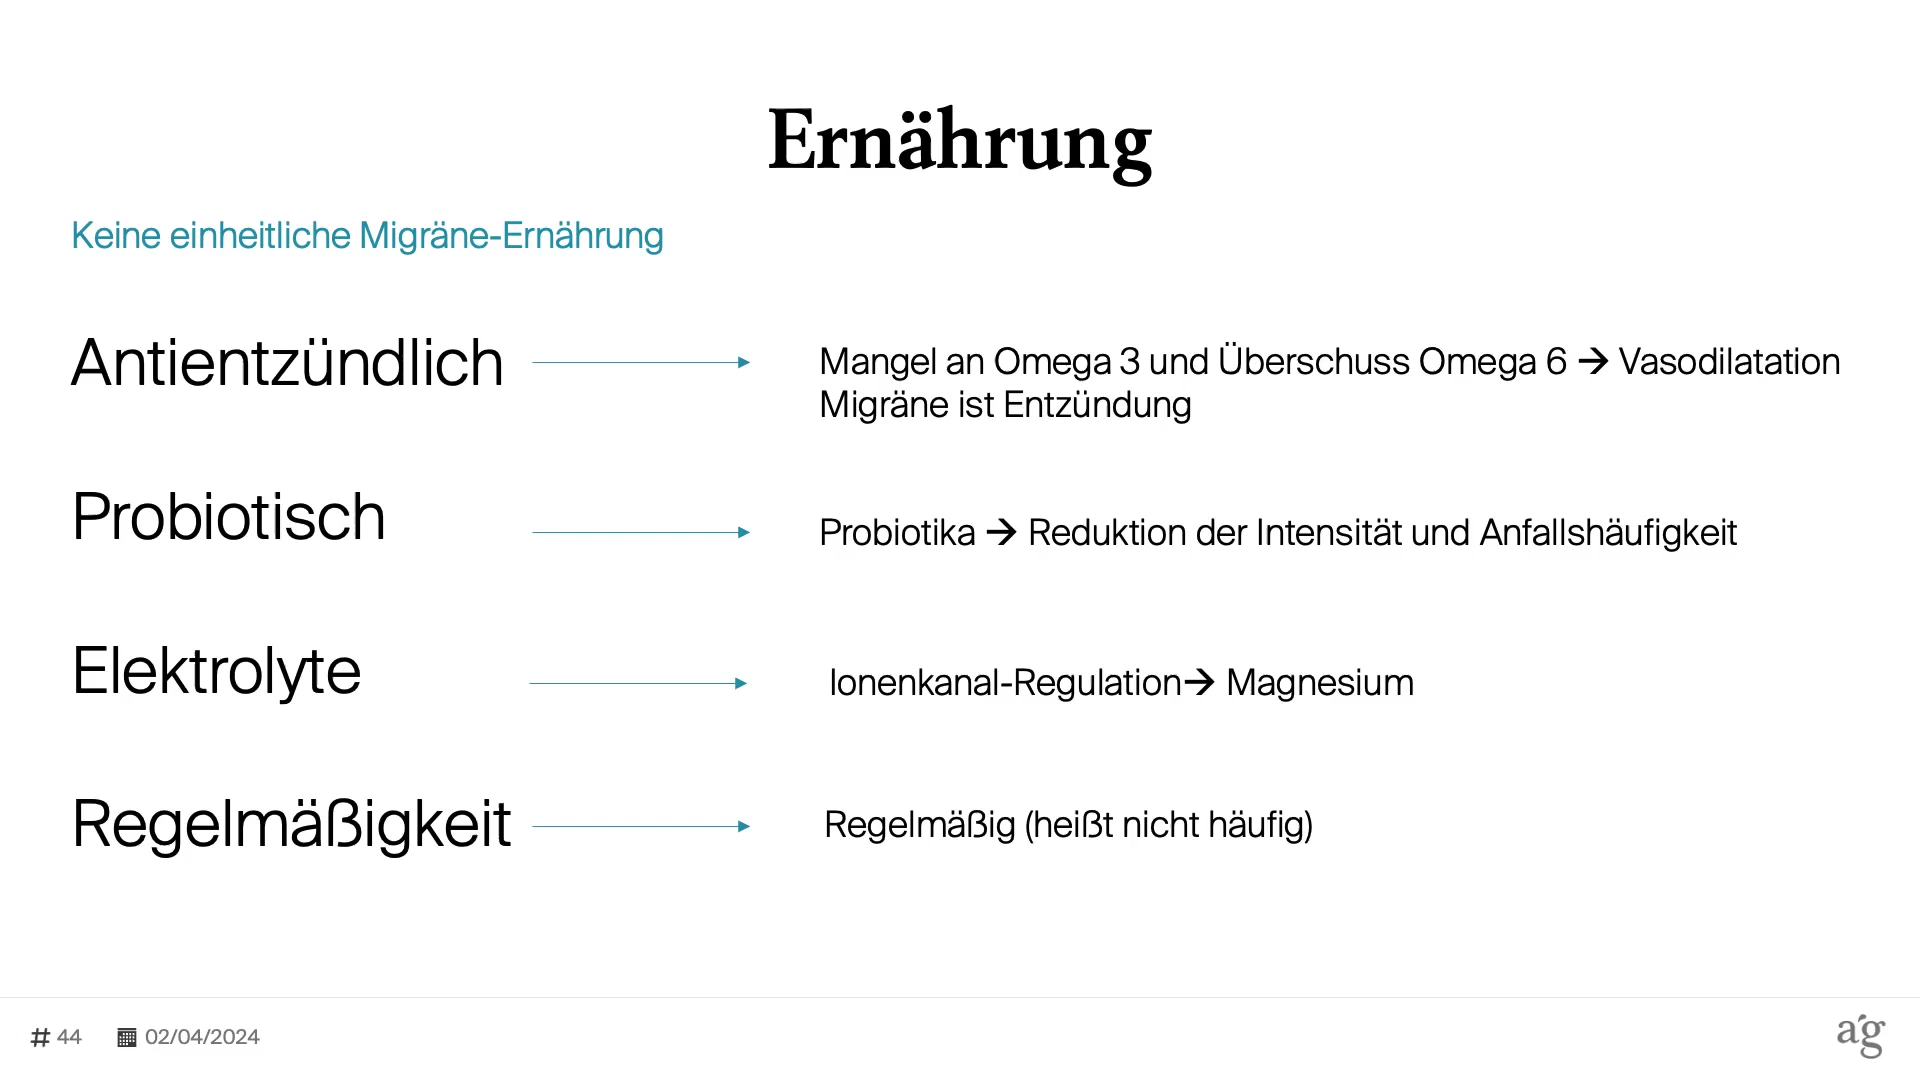 Ernährung
Keine einheitliche Migräne-Ernährung
Antientzündlich
Mangel an Omega 3 und Überschuss Omega 6 → Vasodilatation
Migräne ist Entzündung
Probiotisch
Probiotika → Reduktion der Intensität und Anfallshäufigkeit
Elektrolyte
Ionenkanal-Regulation→ Magnesium
Regelmäßigkeit
Regelmäßig (heißt nicht häufig)
# 44 02/04/2024
ag